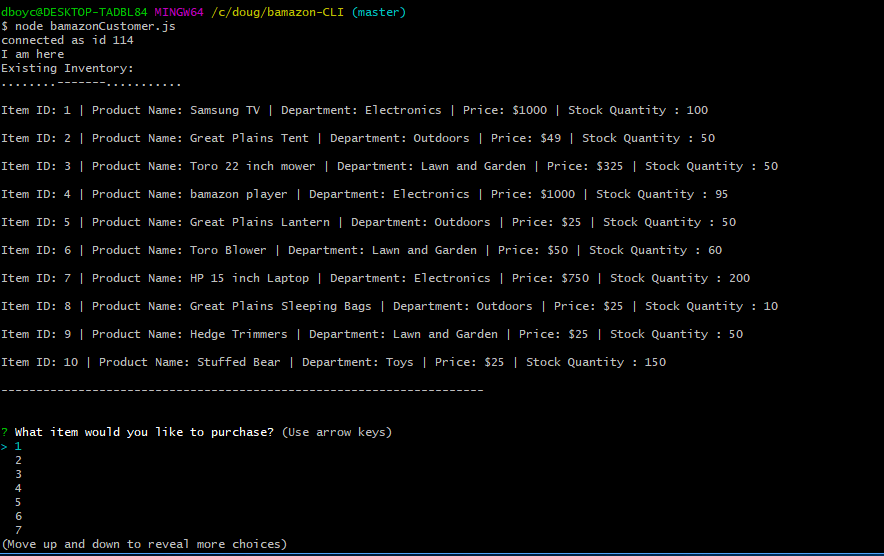 dboyc@DESKTOP-TADBL84 MINGW64 /c/doug/bamazon-CLI (master)
$ node bamazonCustomer.js
connected as id 114
I am here
Existing Inventory:
........-------...........
Item ID: 1 | Product Name: Samsung TV | Department: Electronics | Price: $1000 | Stock Quantity : 100
Item ID: 2 | Product Name: Great Plains Tent | Department: Outdoors | Price: $49 | Stock Quantity : 50
Item ID: 3 | Product Name: Toro 22 inch mower | Department: Lawn and Garden | Price: $325 | Stock Quantity : 50
Item ID: 4 | Product Name: bamazon player | Department: Electronics | Price: $1000 | Stock Quantity : 95
Item ID: 5 | Product Name: Great Plains Lantern | Department: Outdoors | Price: $25 | Stock Quantity : 50
Item ID: 6 | Product Name: Toro Blower | Department: Lawn and Garden | Price: $50 | Stock Quantity : 60
Item ID: 7 | Product Name: HP 15 inch Laptop | Department: Electronics | Price: $750 | Stock Quantity : 200
Item ID: 8 | Product Name: Great Plains Sleeping Bags | Department: Outdoors | Price: $25 | Stock Quantity : 10
Item ID: 9 | Product Name: Hedge Trimmers | Department: Lawn and Garden | Price: $25 | Stock Quantity : 50
Item ID: 10 | Product Name: Stuffed Bear | Department: Toys | Price: $25 | Stock Quantity : 150
---------------------------------------------------------------------
? What item would you like to purchase? (Use arrow keys)
> 1
2
3
4
5
6
7
(Move up and down to reveal more choices)